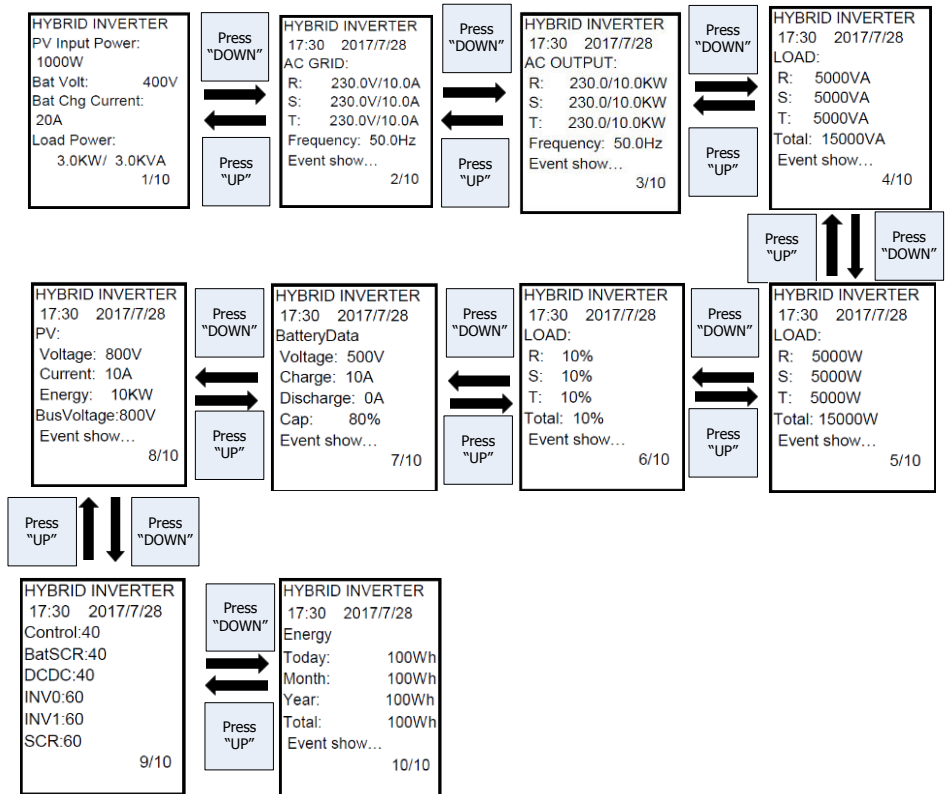 HYBRID INVERTER
PV Input Power:
1000W
Bat Volt: 400V
Bat Chg Current:
20A
Load Power:
3.0KW/ 3.0KVA
1/10
Press
“DOWN”
Press
“UP”
HYBRID INVERTER
17:30 2017/7/28
AC GRID:
R: 230.0V/10.0A
S: 230.0V/10.0A
T: 230.0V/10.0A
Frequency: 50.0Hz
Event show...
2/10
Press
“DOWN”
Press
“UP”
HYBRID INVERTER
17:30 2017/7/28
AC OUTPUT:
R: 230.0/10.0KW
S: 230.0/10.0KW
T: 230.0/10.0KW
Frequency: 50.0Hz
Event show...
3/10
Press
“DOWN”
Press
“UP”
HYBRID INVERTER
17:30 2017/7/28
LOAD:
R: 5000VA
S: 5000VA
T: 5000VA
Total: 15000VA
Event show...
4/10
Press
“UP”
Press
“DOWN”
HYBRID INVERTER
17:30 2017/7/28
LOAD:
R: 5000W
S: 5000W
T: 5000W
Total: 15000W
Event show...
5/10
Press
“DOWN”
Press
“UP”
HYBRID INVERTER
17:30 2017/7/28
LOAD:
R: 10%
S: 10%
T: 10%
Total: 10%
Event show...
6/10
Press
“DOWN”
Press
“UP”
HYBRID INVERTER
17:30 2017/7/28
BatteryData
Voltage: 500V
Charge: 10A
Discharge: 0A
Cap: 80%
Event show...
7/10
Press
“DOWN”
Press
“UP”
HYBRID INVERTER
17:30 2017/7/28
PV:
Voltage: 800V
Current: 10A
Energy: 10KW
BusVoltage:800V
Event show...
8/10
Press
“UP”
Press
“DOWN”
HYBRID INVERTER
17:30 2017/7/28
Control:40
BatSCR:40
DCDC:40
INV0:60
INV1:60
SCR:60
9/10
Press
“DOWN”
Press
“UP”
HYBRID INVERTER
17:30 2017/7/28
Energy
Today: 100Wh
Month: 100Wh
Year: 100Wh
Total: 100Wh
Event show...
10/10